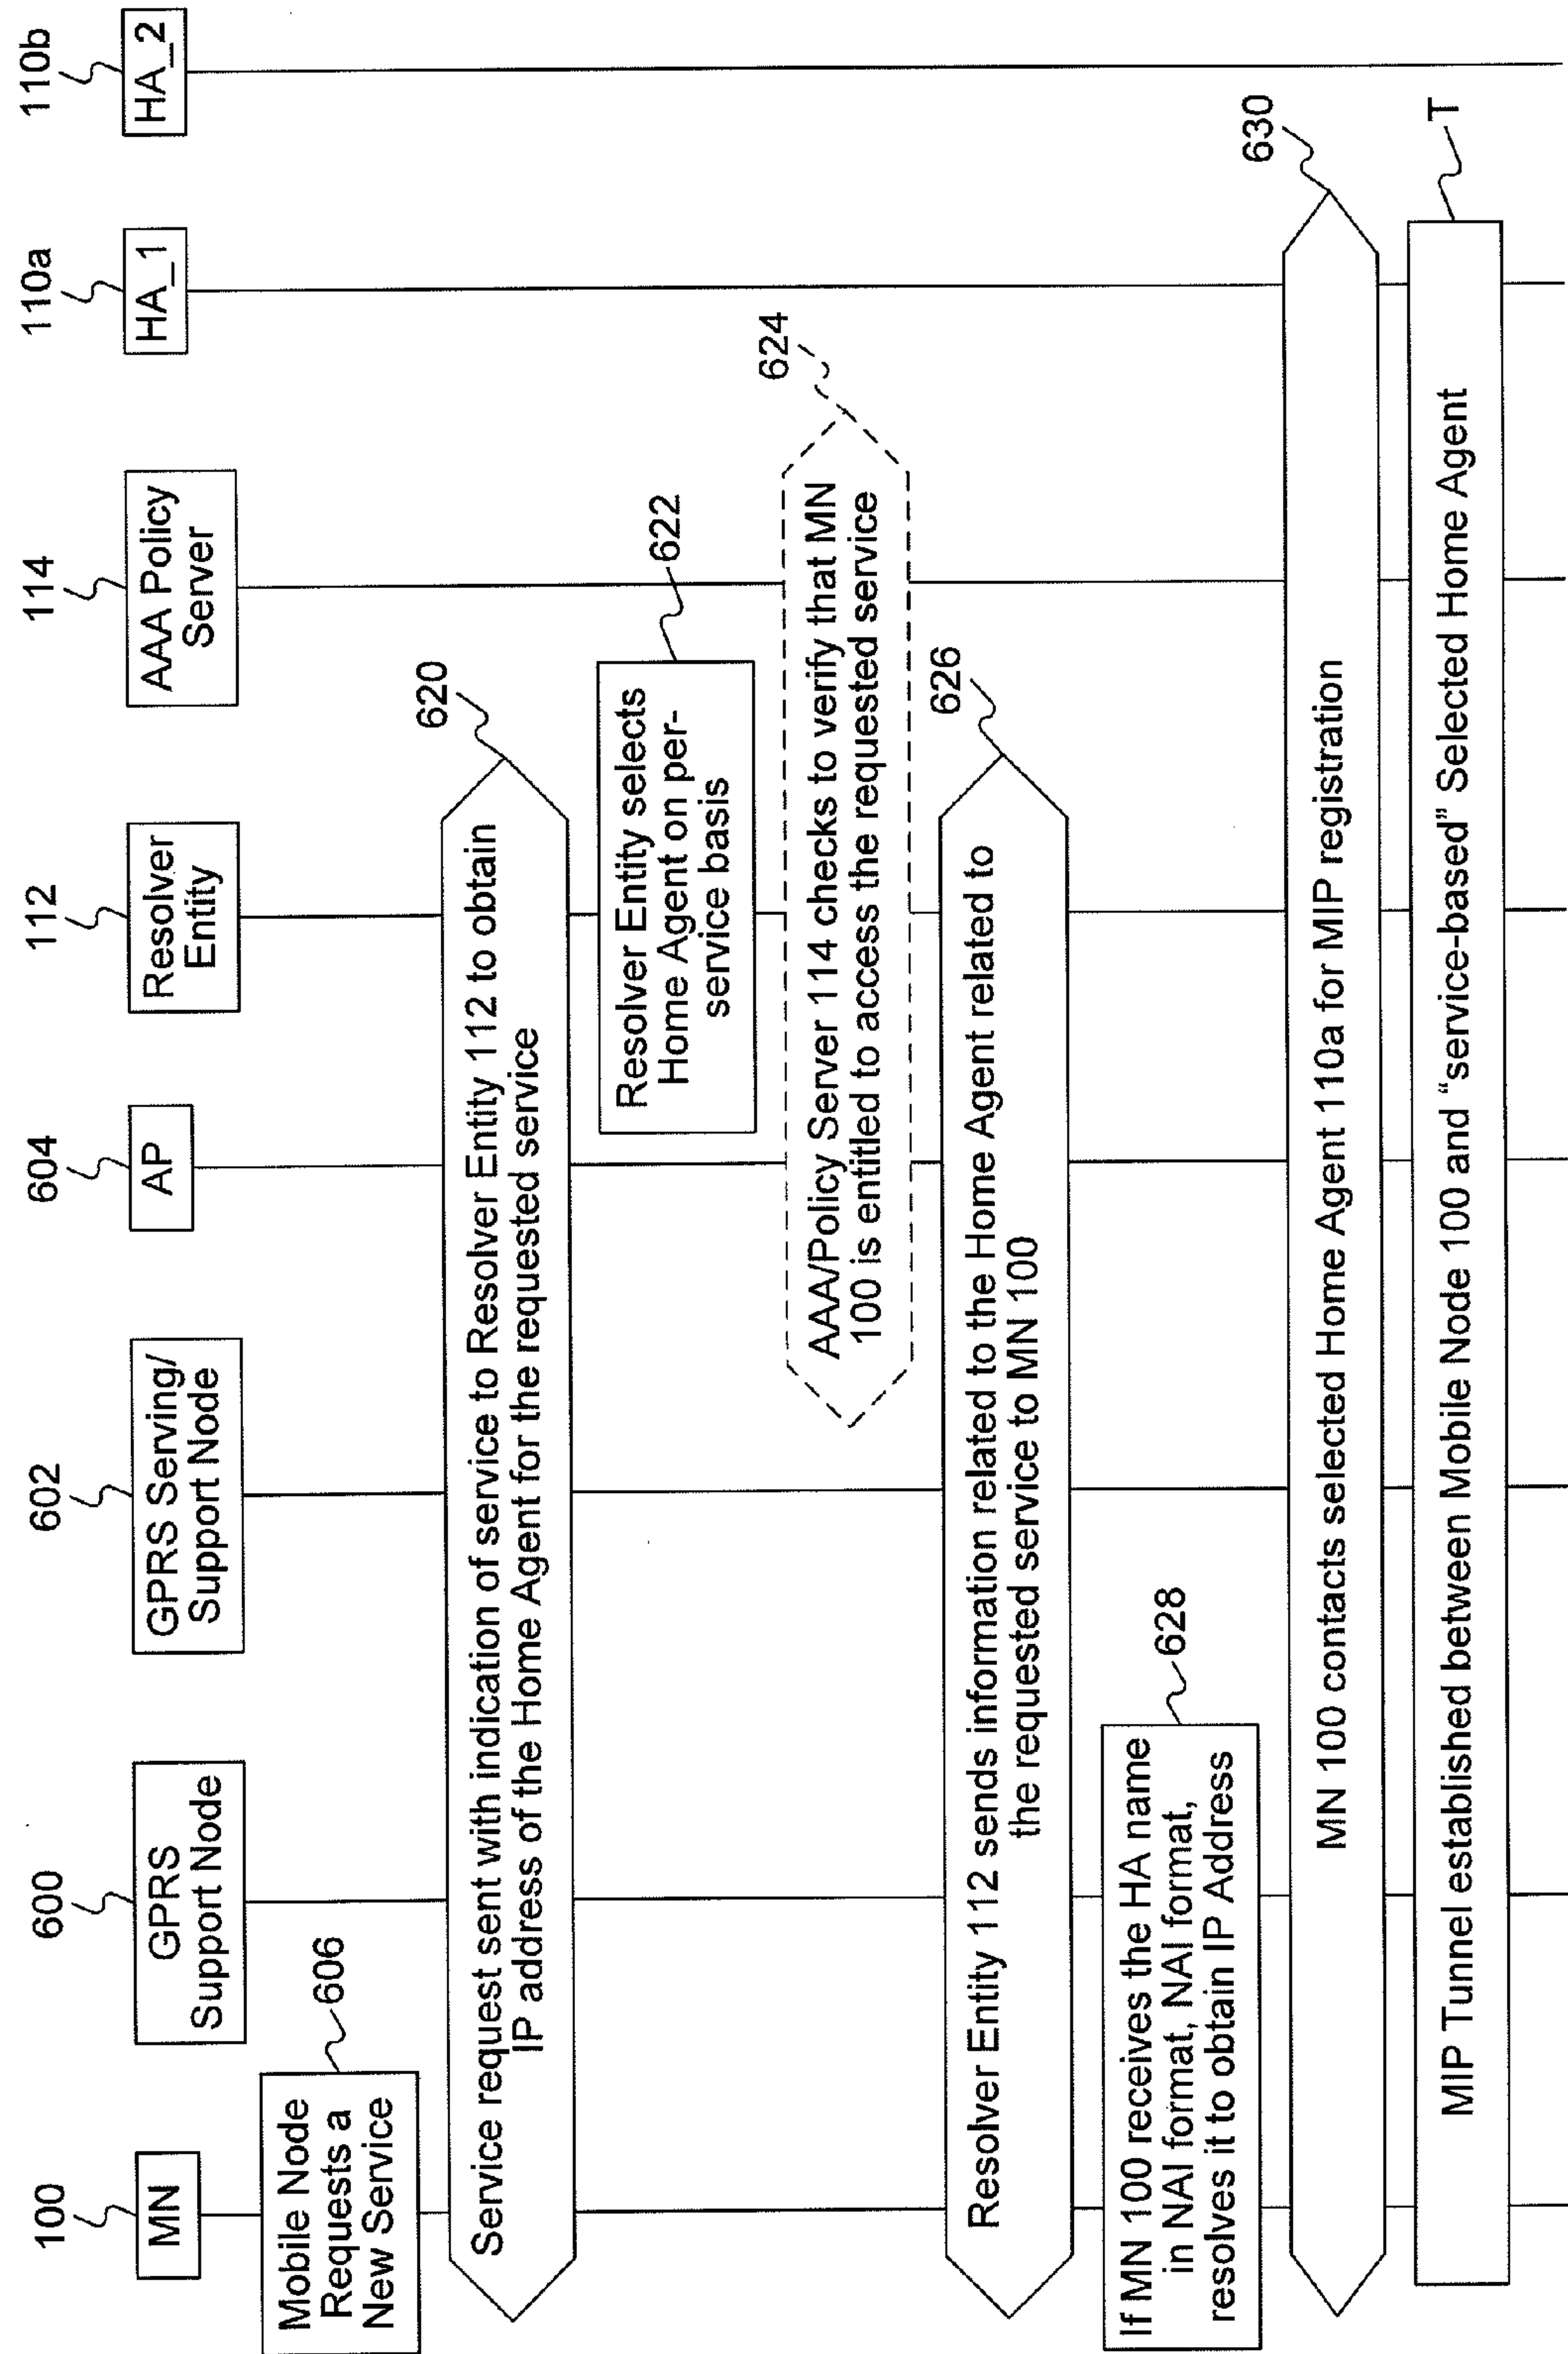 100
600
602
604
112
114
110a
110b
MN
GPRS
Support Node
GPRS Serving/
Support Node
AP
Resolver
Entity
AAA Policy
Server
HA_1
HA_2
Mobile Node
Requests a
New Service
606
Service request sent with indication of service to Resolver Entity 112 to obtain
IP address of the Home Agent for the requested service
620
Resolver Entity selects
Home Agent on per-
service basis
622
AAA/Policy Server 114 checks to verify that MN
100 is entitled to access the requested service
624
Resolver Entity 112 sends information related to the Home Agent related to
the requested service to MN 100
626
If MN 100 receives the HA name
in NAI format, NAI format,
resolves it to obtain IP Address
628
MN 100 contacts selected Home Agent 110a for MIP registration
630
MIP Tunnel established between Mobile Node 100 and “service-based” Selected Home Agent
T